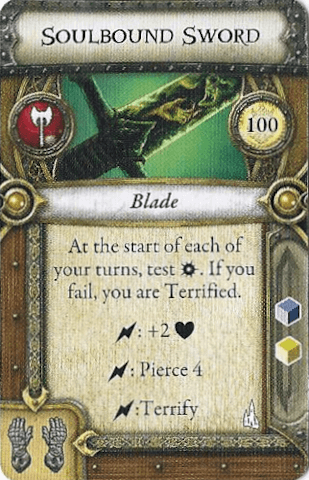 SOULBOUND SWORD
100
Blade
At the start of each of
your turns, test . If you
fail, you are Terrified.
: +2
: Pierce 4
:Terrify